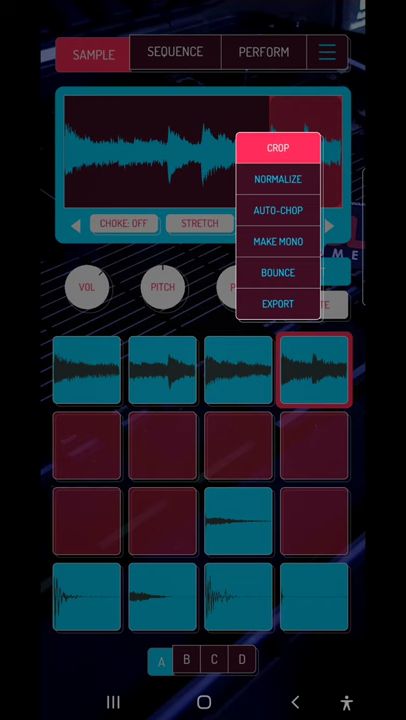 SAMPLE
SEQUENCE
PERFORM
CROP
NORMALIZE
AUTO-CHOP
MAKE MONO
BOUNCE
EXPORT
CHOKE: OFF
STRETCH
VOL
PITCH
A
B
C
D